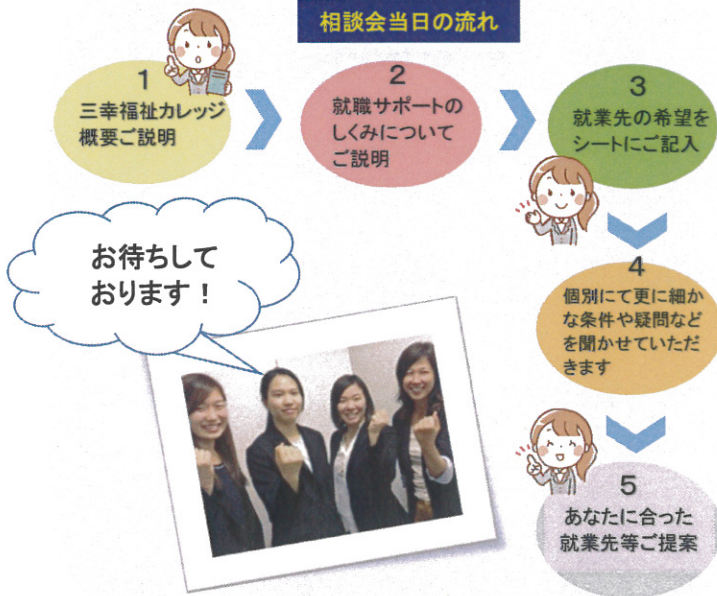 相談会当日の流れ
1
三幸福祉カレッジ
概要ご説明
2
就職サポートの
しくみについて
ご説明
3
就業先の希望を
シートにご記入
4
個別にて更に細か
な条件や疑問など
を聞かせていただ
きます
5
あなたに合った
就業先等ご提案
お待ちして
おります！